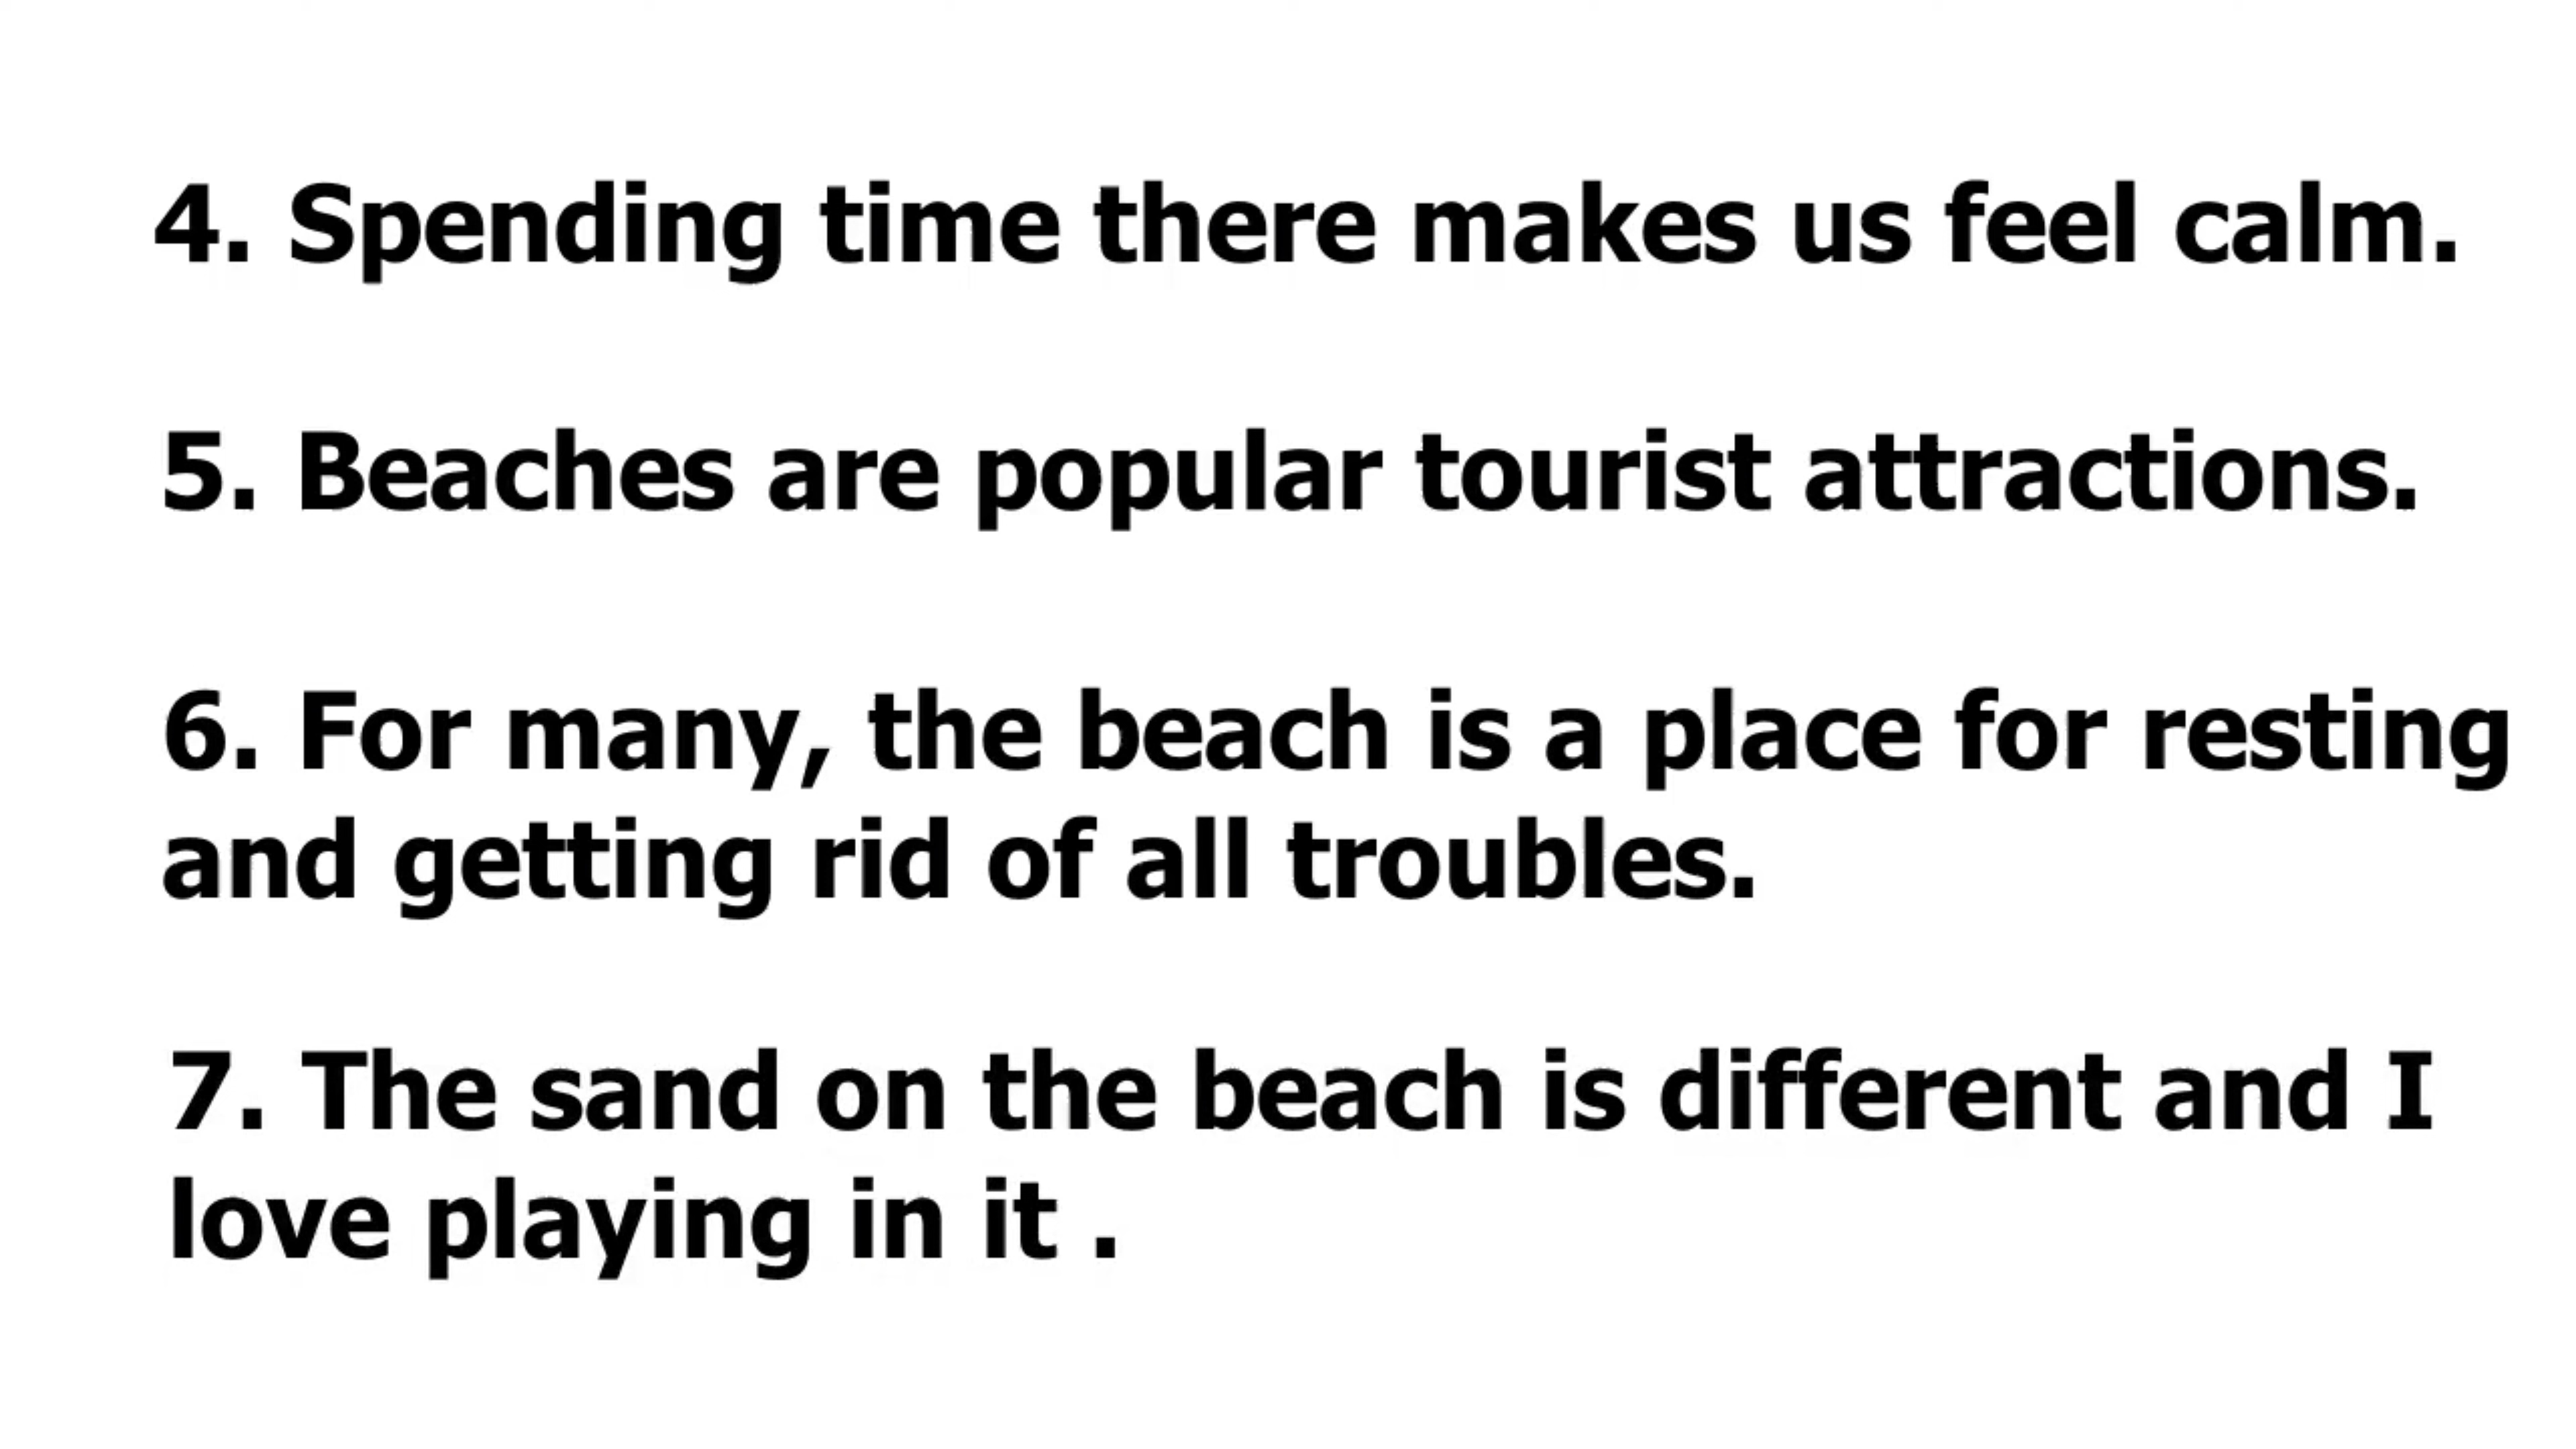 4. Spending time there makes us feel calm.
5. Beaches are popular tourist attractions.
6. For many, the beach is a place for resting
and getting rid of all troubles.
7. The sand on the beach is different and I
love playing in it .